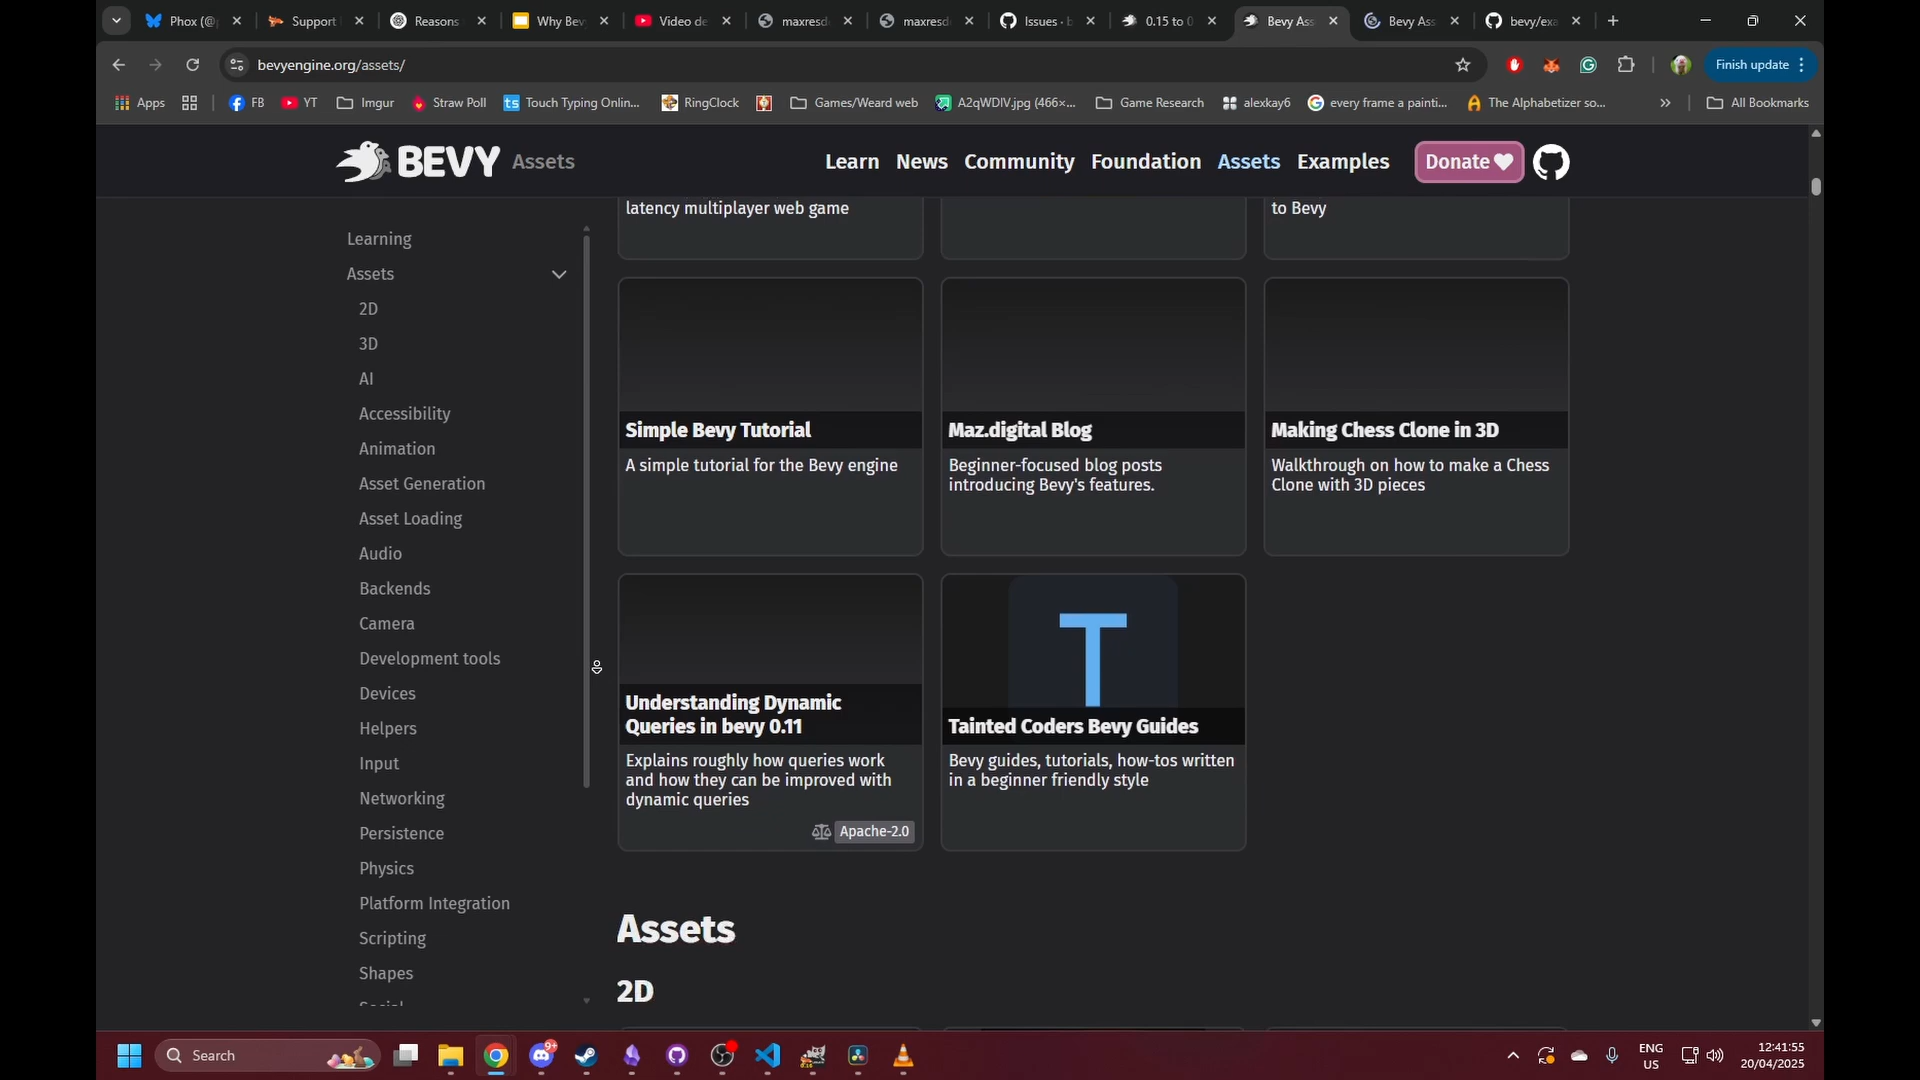 Phox (@
Support
Reasons
Why Bev
Video de
maxresd
maxresd
Issues · b
0.15 to 0
Bevy Ass
Bevy Ass
bevy/exa
bevyengine.org/assets/
Finish update
Apps
FB
YT
Imgur
Straw Poll
Touch Typing Onlin...
RingClock
Games/Weard web
A2qWDlV.jpg (466×...
Game Research
alexkay6
every frame a painti...
The Alphabetizer so...
All Bookmarks
BEVY Assets
Learn
News
Community
Foundation
Assets
Examples
Donate
Learning
Assets
2D
3D
AI
Accessibility
Animation
Asset Generation
Asset Loading
Audio
Backends
Camera
Development tools
Devices
Helpers
Input
Networking
Persistence
Physics
Platform Integration
Scripting
Shapes
Social
latency multiplayer web game
to Bevy
Simple Bevy Tutorial
A simple tutorial for the Bevy engine
Maz.digital Blog
Beginner-focused blog posts
introducing Bevy's features.
Making Chess Clone in 3D
Walkthrough on how to make a Chess
Clone with 3D pieces
Understanding Dynamic
Queries in bevy 0.11
Explains roughly how queries work
and how they can be improved with
dynamic queries
Apache-2.0
T
Tainted Coders Bevy Guides
Bevy guides, tutorials, how-tos written
in a beginner friendly style
Assets
2D
Search
9+
ENG
US
12:41:55
20/04/2025